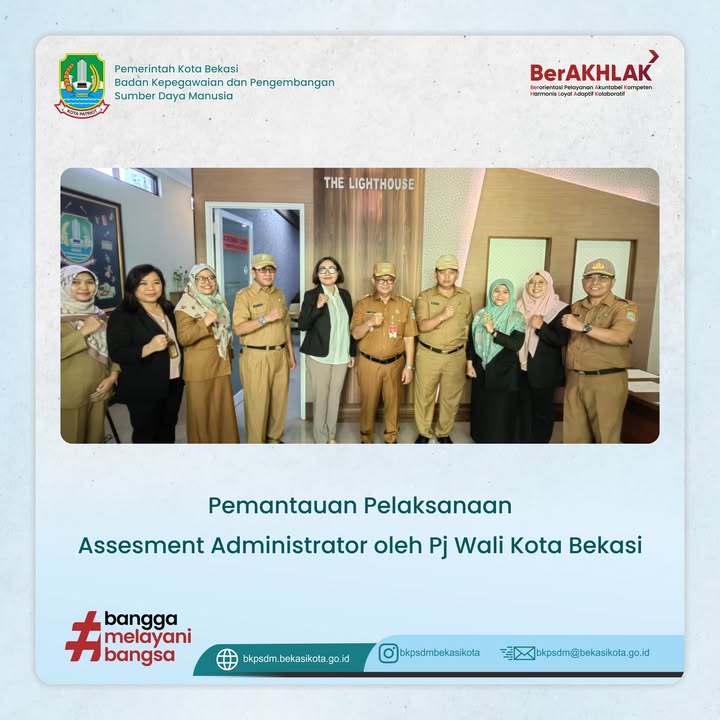 Pemerintah Kota Bekasi
Badan Kepegawaian dan Pengembangan
Sumber Daya Manusia
KOTA PATRIOT
BerAKHLAK
Berorientasi Pelayanan Akuntabel Kompeten
Harmonis Loyal Adaptif Kolaboratif
THE LIGHTHOUSE
Pemantauan Pelaksanaan
Assesment Administrator oleh Pj Wali Kota Bekasi
#bangga
melayani
bangsa
bkpsdm.bekasikota.go.id
bkpsdmbekasikota
bkpsdm@bekasikota.go.id